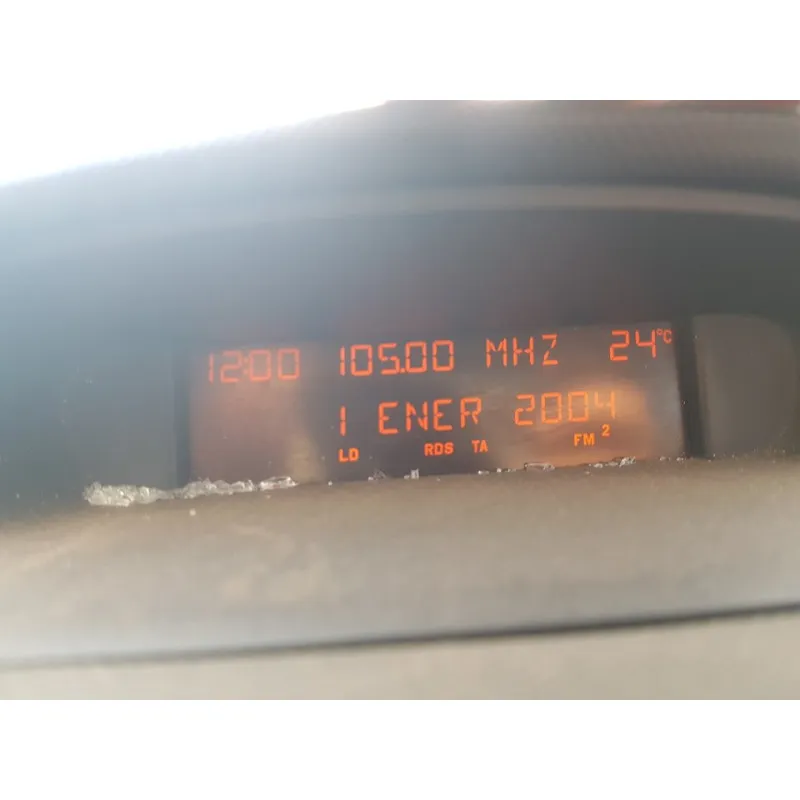 12:00 105.00 MHZ 24°C
1 ENER 2004
LD RDS TA FM 2